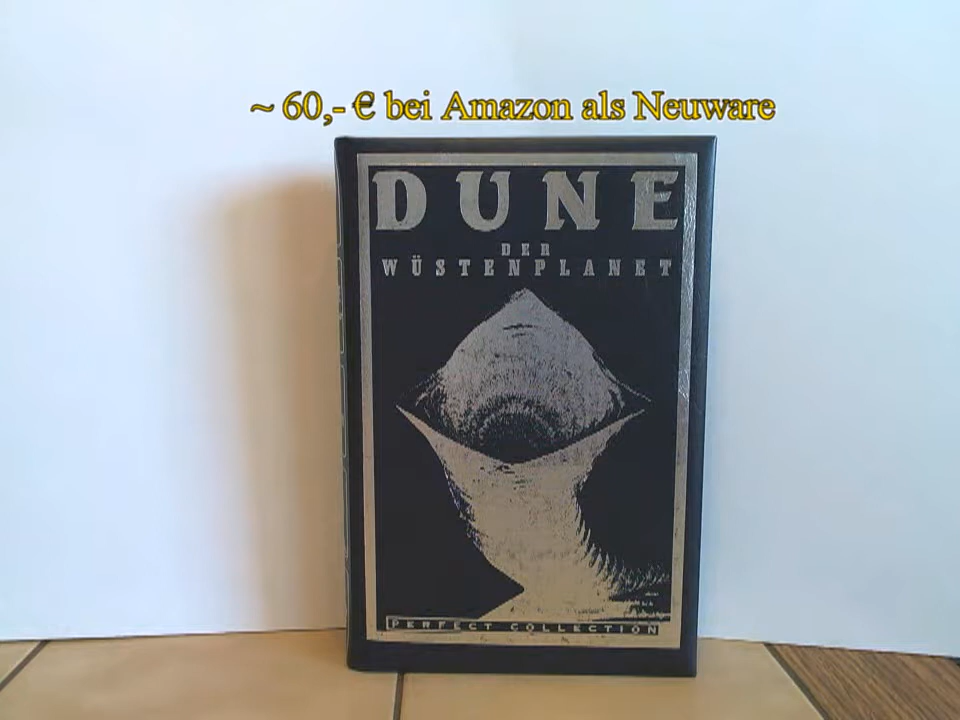 ~ 60,- € bei Amazon als Neuware
DUNE
DER
WÜSTENPLANET
PERFECT COLLECTION